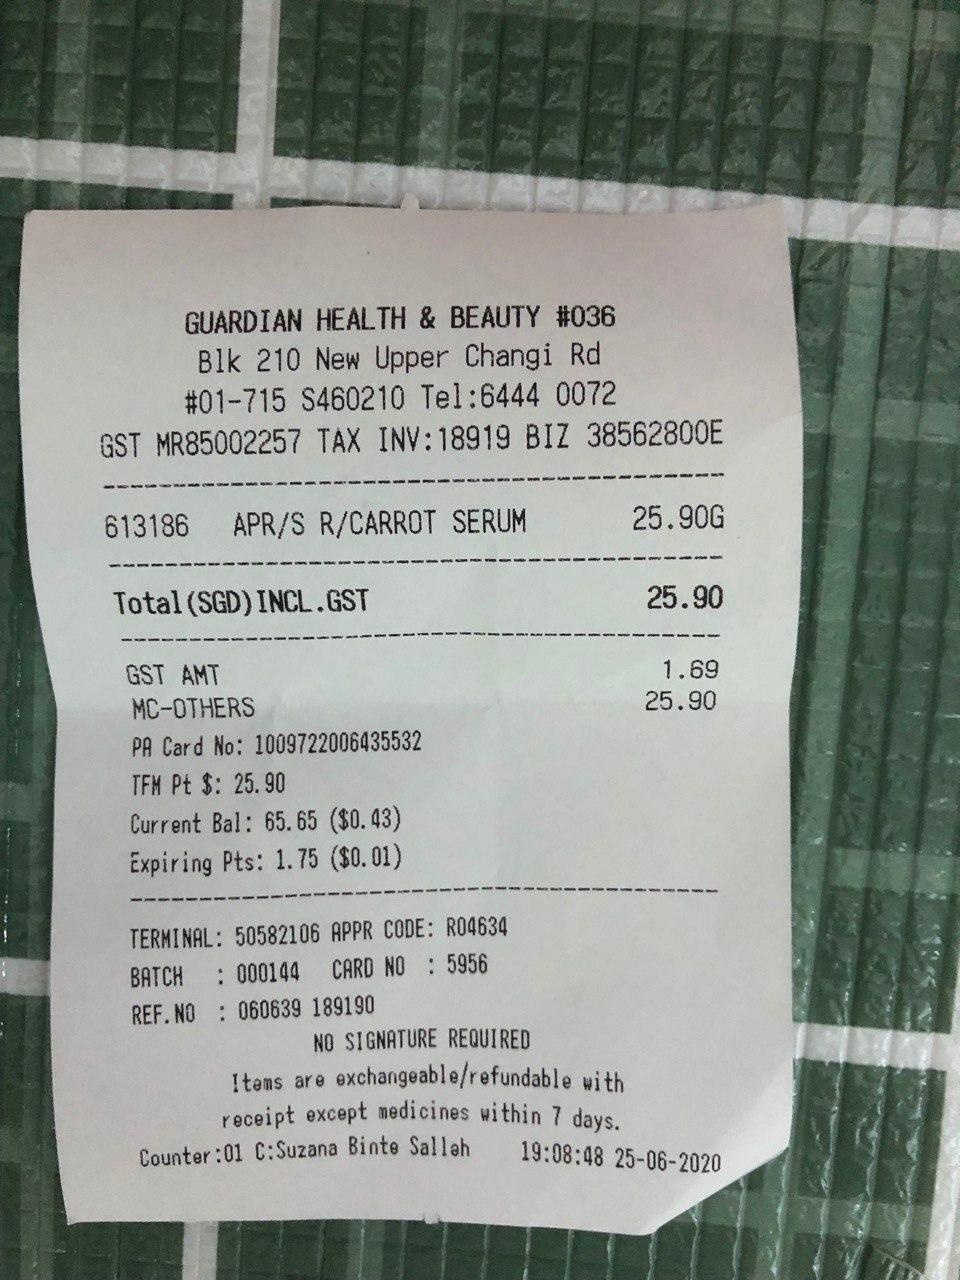 GUARDIAN HEALTH & BEAUTY #036
Blk 210 New Upper Changi Rd
#01-715 S460210 Tel:6444 0072
GST MR85002257 TAX INV:18919 BIZ 38562800E
613186 APR/S R/CARROT SERUM 25.90G
Total(SGD)INCL.GST 25.90
GST AMT 1.69
MC-OTHERS 25.90
PA Card No: 1009722006435532
TFM Pt $: 25.90
Current Bal: 65.65 ($0.43)
Expiring Pts: 1.75 ($0.01)
TERMINAL: 50582106 APPR CODE: R04634
BATCH : 000144 CARD NO : 5956
REF.NO : 060639 189190
NO SIGNATURE REQUIRED
Items are exchangeable/refundable with
receipt except medicines within 7 days.
Counter:01 C:Suzana Binte Salleh 19:08:48 25-06-2020